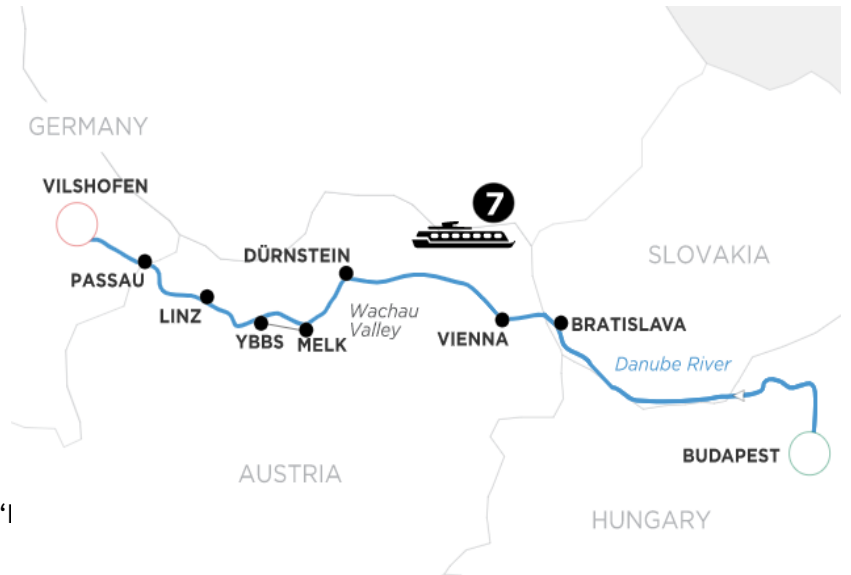 GERMANY
VILSHOFEN
7
DÜRNSTEIN
SLOVAKIA
PASSAU
LINZ
Wachau
Valley
YBBS
MELK
VIENNA
BRATISLAVA
Danube River
BUDAPEST
AUSTRIA
HUNGARY